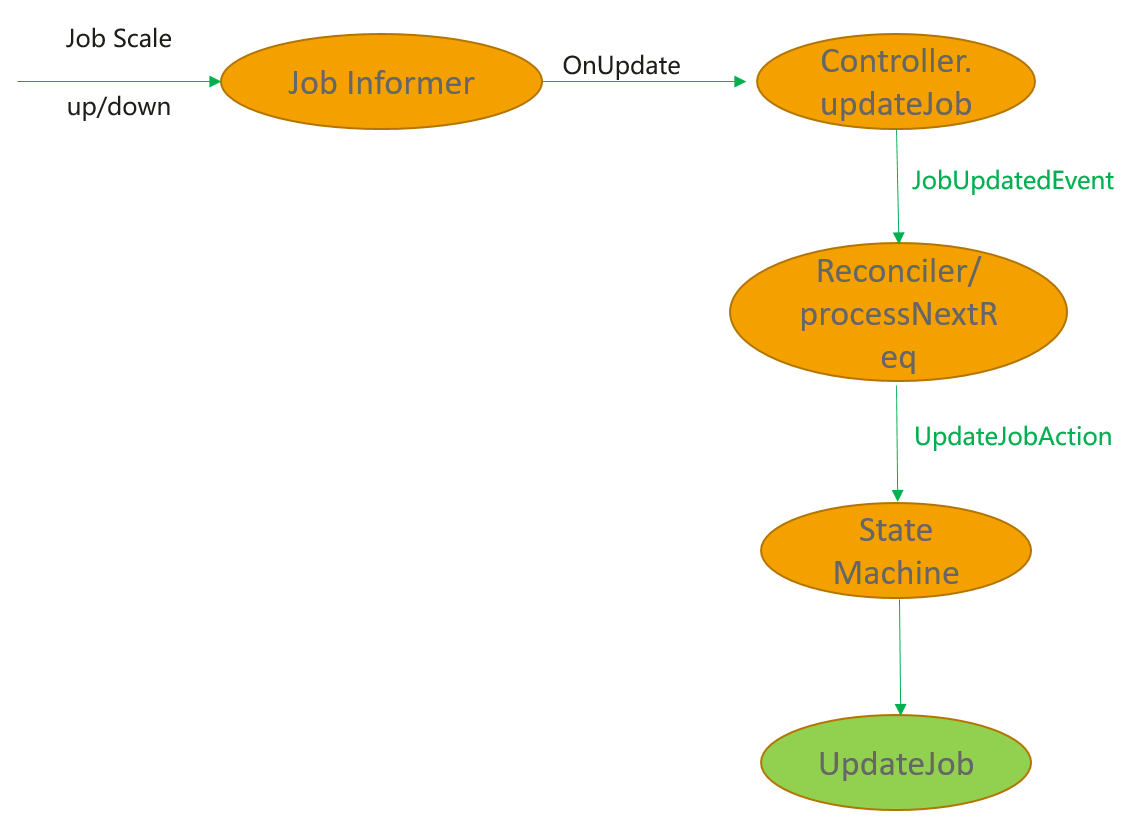 Job Scale
up/down
Job Informer
OnUpdate
Controller.
updateJob
JobUpdatedEvent
Reconciler/
processNextR
eq
UpdateJobAction
State
Machine
UpdateJob